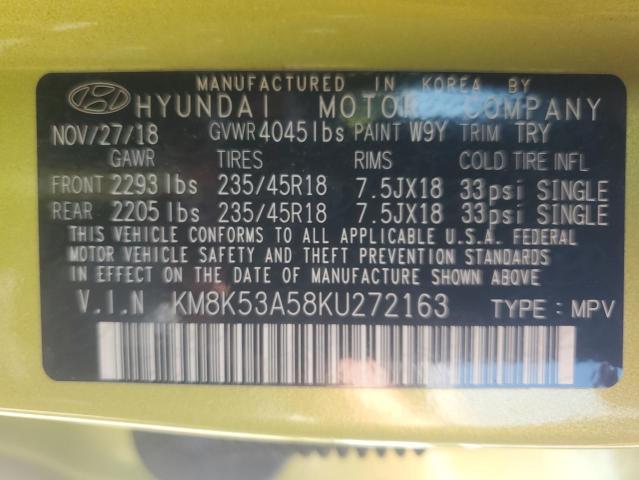 MANUFACTURED IN KOREA BY
HYUNDAI MOTOR COMPANY
NOV/27/18 GVWR 4045lbs PAINT W9Y TRIM TRY
GAWR TIRES RIMS COLD TIRE INFL
FRONT 2293 lbs 235/45R18 7.5JX18 33psi SINGLE
REAR 2205 lbs 235/45R18 7.5JX18 33psi SINGLE
THIS VEHICLE CONFORMS TO ALL APPLICABLE U.S.A. FEDERAL
MOTOR VEHICLE SAFETY AND THEFT PREVENTION STANDARDS
IN EFFECT ON THE DATE OF MANUFACTURE SHOWN ABOVE.
V.I.N KM8K53A58KU272163 TYPE : MPV